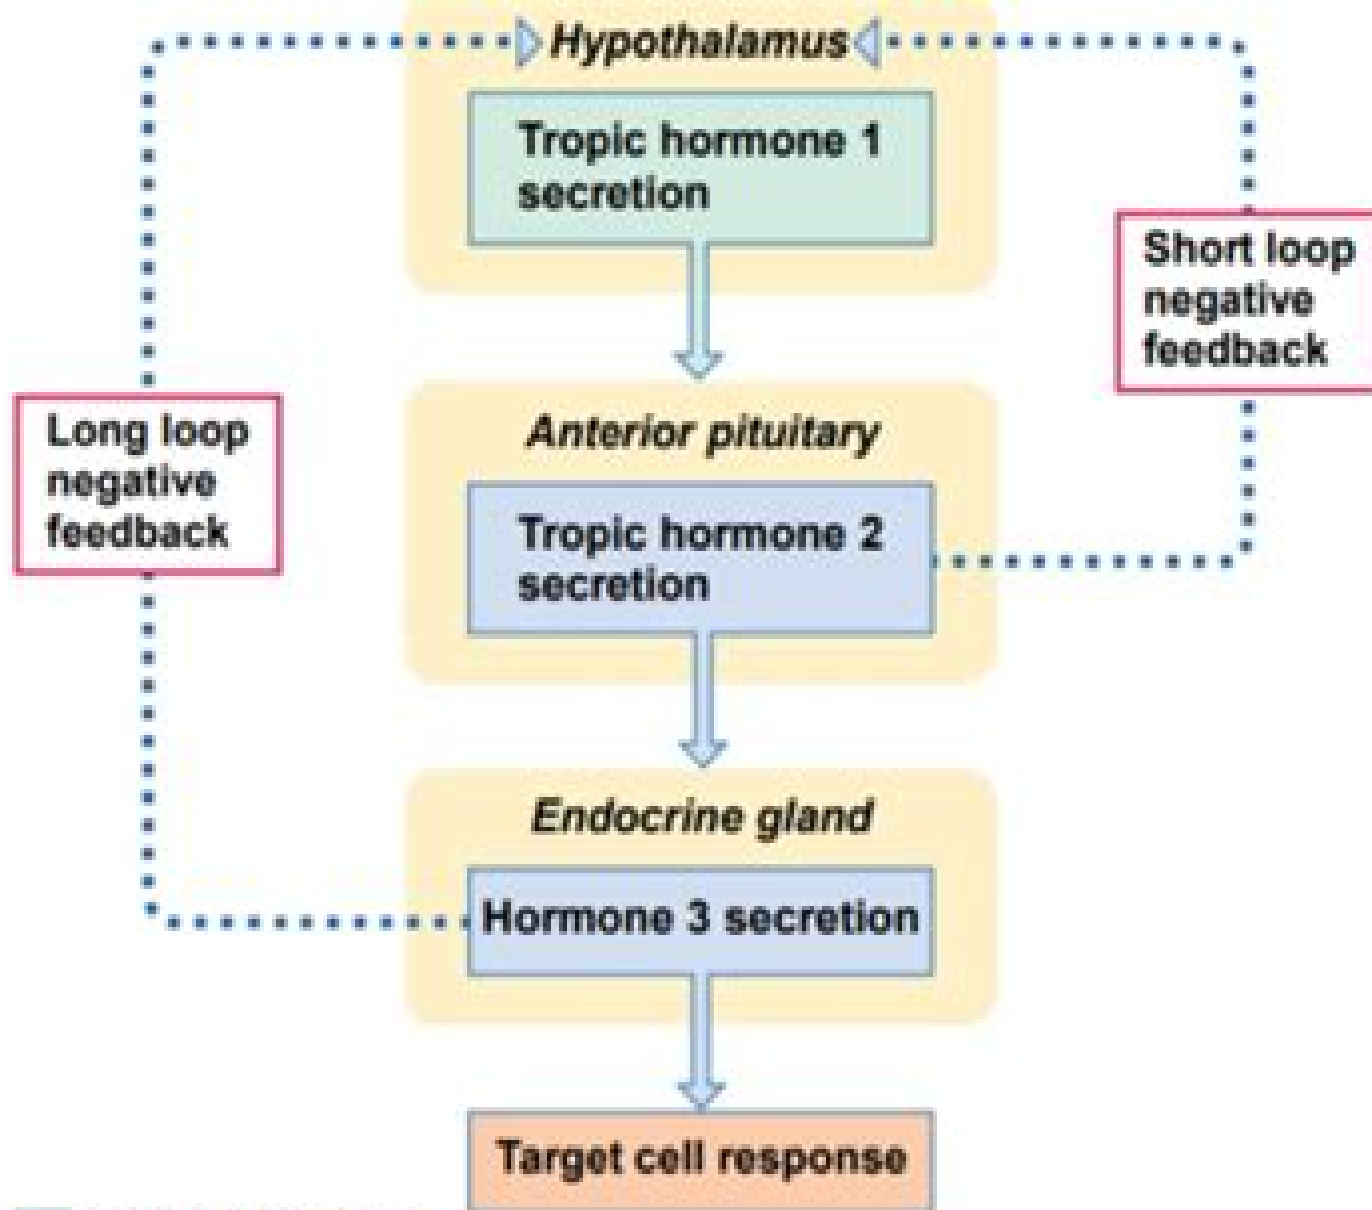 Hypothalamus
Tropic hormone 1
secretion
Short loop
negative
feedback
Long loop
negative
feedback
Anterior pituitary
Tropic hormone 2
secretion
Endocrine gland
Hormone 3 secretion
Target cell response